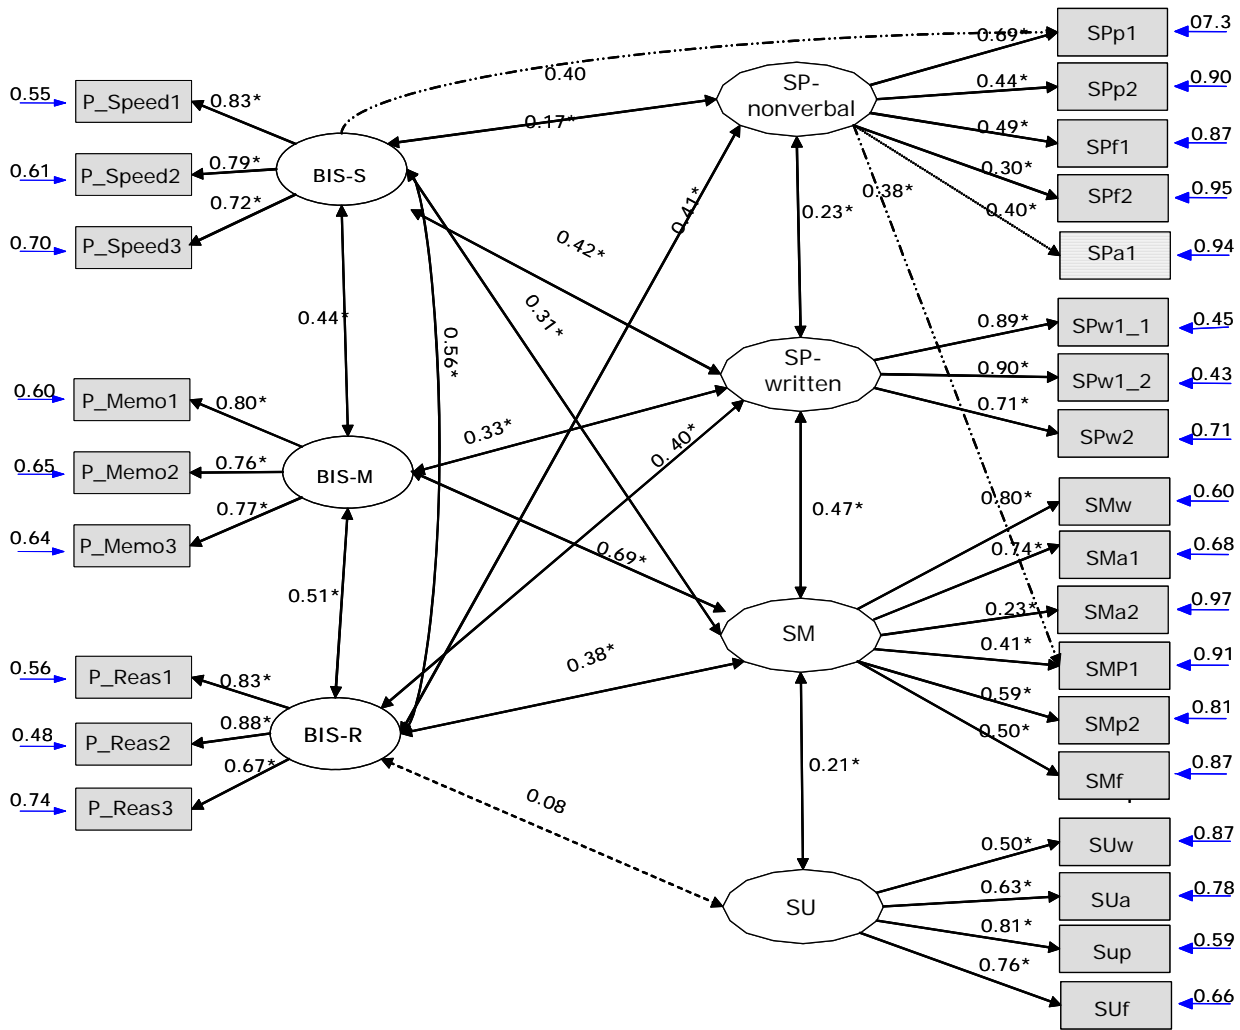 0.69*
SPp1
07.3
0.40
SP-
nonverbal
0.44*
SPp2
0.90
0.55
P_Speed1
0.83*
0.17*
0.49*
SPf1
0.87
0.61
P_Speed2
0.79*
BIS-S
0.30*
SPf2
0.95
0.72*
0.41*
0.23*
0.38*
0.40*
0.70
P_Speed3
0.42*
SPa1
0.94
0.44*
0.31*
0.56*
0.89*
SPw1_1
0.45
SP-
written
0.90*
SPw1_2
0.43
0.60
P_Memo1
0.80*
0.71*
SPw2
0.71
0.33*
0.40*
0.65
P_Memo2
0.76*
BIS-M
0.77*
0.47*
0.80*
SMw
0.60
0.64
P_Memo3
0.69*
0.74*
SMa1
0.68
0.51*
0.23*
SMa2
0.97
SM
0.41*
SMP1
0.91
0.56
P_Reas1
0.83*
0.38*
0.59*
SMp2
0.81
0.48
P_Reas2
0.88*
BIS-R
0.50*
0.67*
0.21*
SMf
0.87
0.74
P_Reas3
0.08
0.50*
SUw
0.87
SU
0.63*
SUa
0.78
0.81*
Sup
0.59
0.76*
SUf
0.66